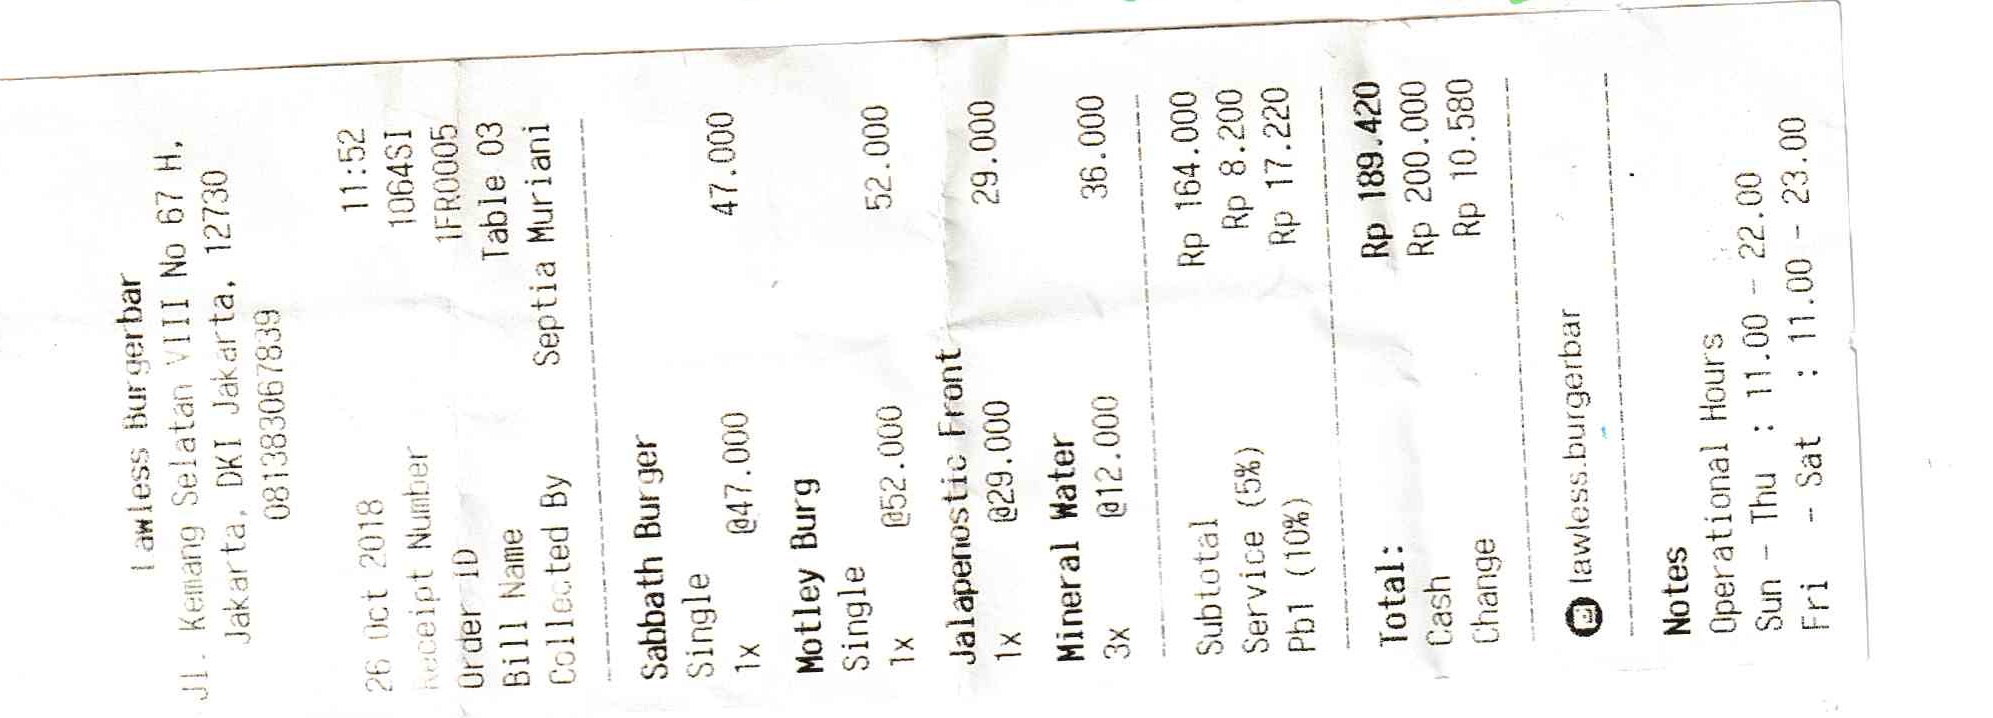 Lawless Burgerbar
Jl. Kemang Selatan VIII No 67 H,
Jakarta, DKI Jakarta, 12730
081383067839
26 Oct 2018 11:52
Receipt Number 1064SI
Order ID 1FR0005
Bill Name Table 03
Collected By Septia Muriani
Sabbath Burger
Single
1x @47.000 47.000
Motley Burg
Single
1x @52.000 52.000
Jalapenostic Front
1x @29.000 29.000
Mineral Water
3x @12.000 36.000
Subtotal Rp 164.000
Service (5%) Rp 8.200
Pb1 (10%) Rp 17.220
Total: Rp 189.420
Cash Rp 200.000
Change Rp 10.580
lawless.burgerbar
Notes
Operational Hours
Sun - Thu : 11.00 - 22.00
Fri - Sat : 11.00 - 23.00